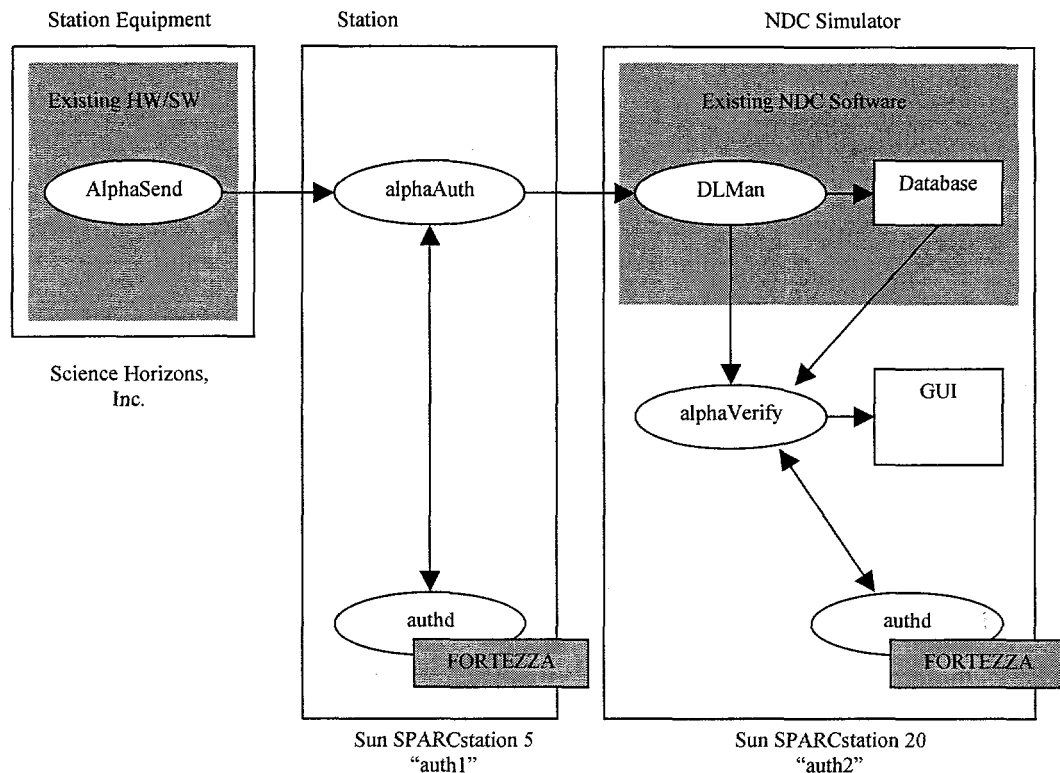 Station Equipment
Station
NDC Simulator
Existing HW/SW
Existing NDC Software
AlphaSend
alphaAuth
DLMan
Database
Science Horizons,
Inc.
alphaVerify
GUI
authd
FORTEZZA
authd
FORTEZZA
Sun SPARCstation 5
“auth1”
Sun SPARCstation 20
“auth2”